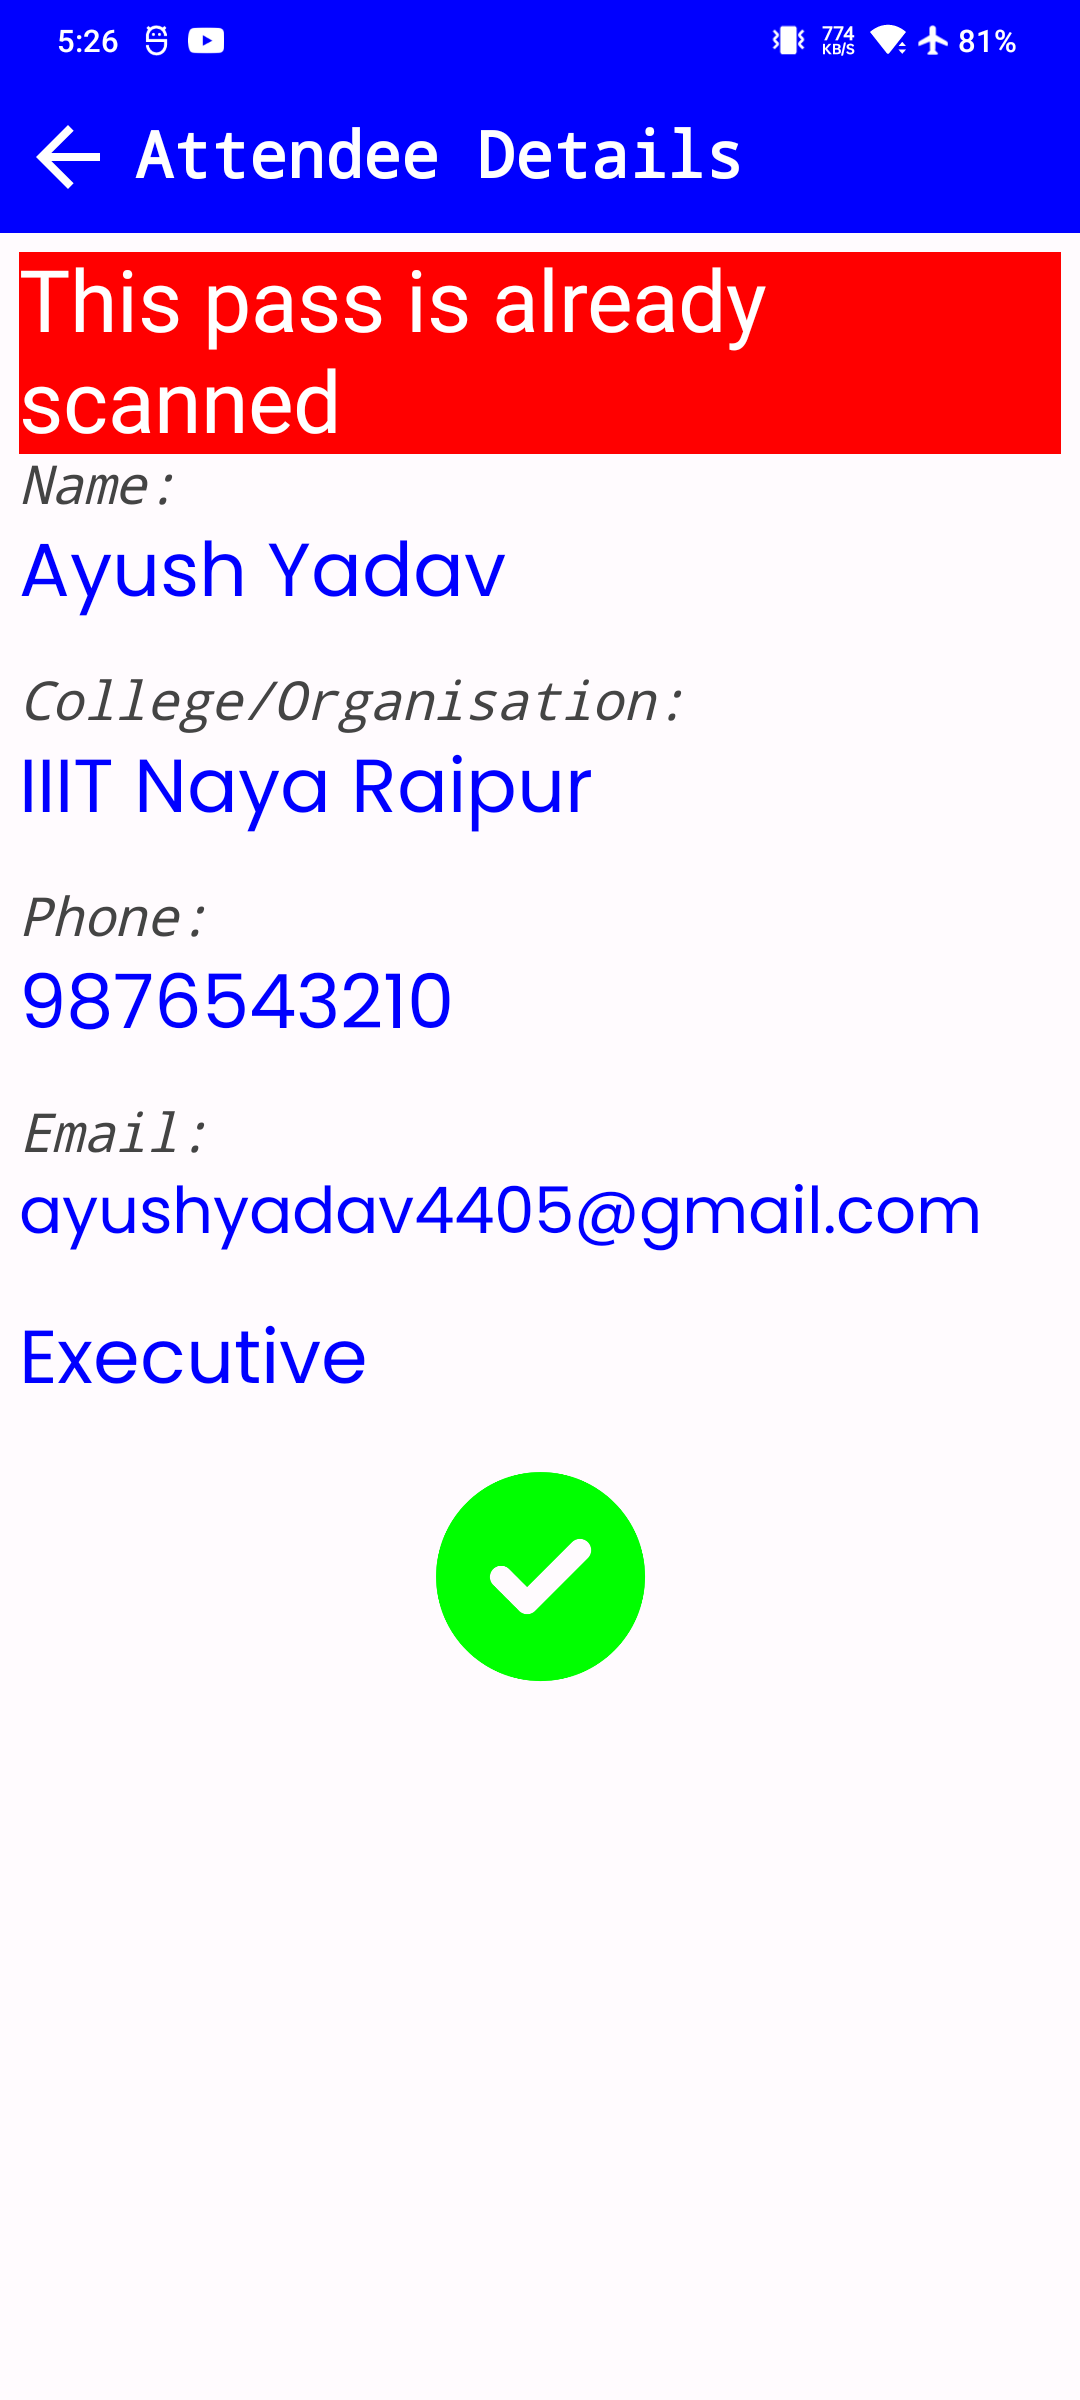 5:26 774 KB/S 81%
Attendee Details
This pass is already
scanned
Name:
Ayush Yadav
College/Organisation:
IIIT Naya Raipur
Phone:
9876543210
Email:
ayushyadav4405@gmail.com
Executive